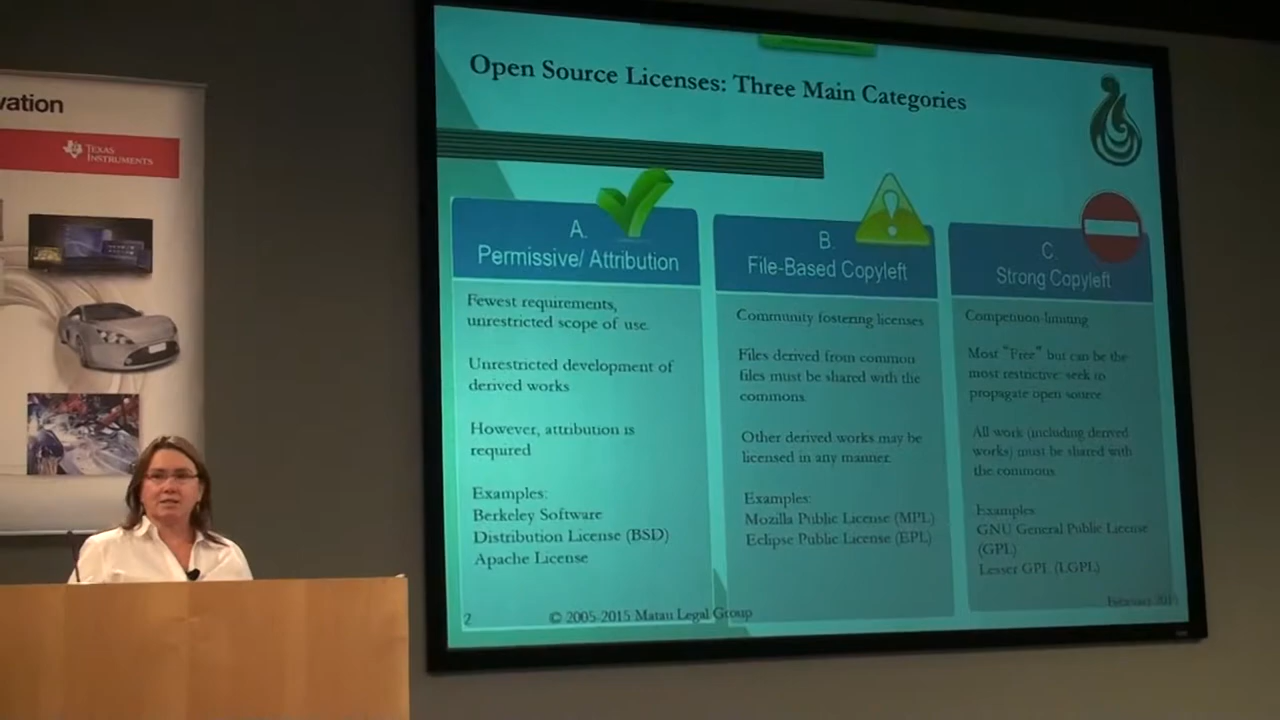 vation
TEXAS
INSTRUMENTS
Open Source Licenses: Three Main Categories
A.
Permissive/ Attribution
Fewest requirements,
unrestricted scope of use.
Unrestricted development of
derived works
However, attribution is
required
Examples:
Berkeley Software
Distribution License (BSD)
Apache License
B.
File-Based Copyleft
Community fostering licenses
Files derived from common
files must be shared with the
commons.
Other derived works may be
licensed in any manner.
Examples:
Mozilla Public License (MPL)
Eclipse Public License (EPL)
C.
Strong Copyleft
Competition-limiting
Most "Free" but can be the
most restrictive: seek to
propagate open source
All work (including derived
works) must be shared with
the commons.
Examples
GNU General Public License
(GPL)
Lesser GPL (LGPL)
2
© 2005-2015 Matau Legal Group
February